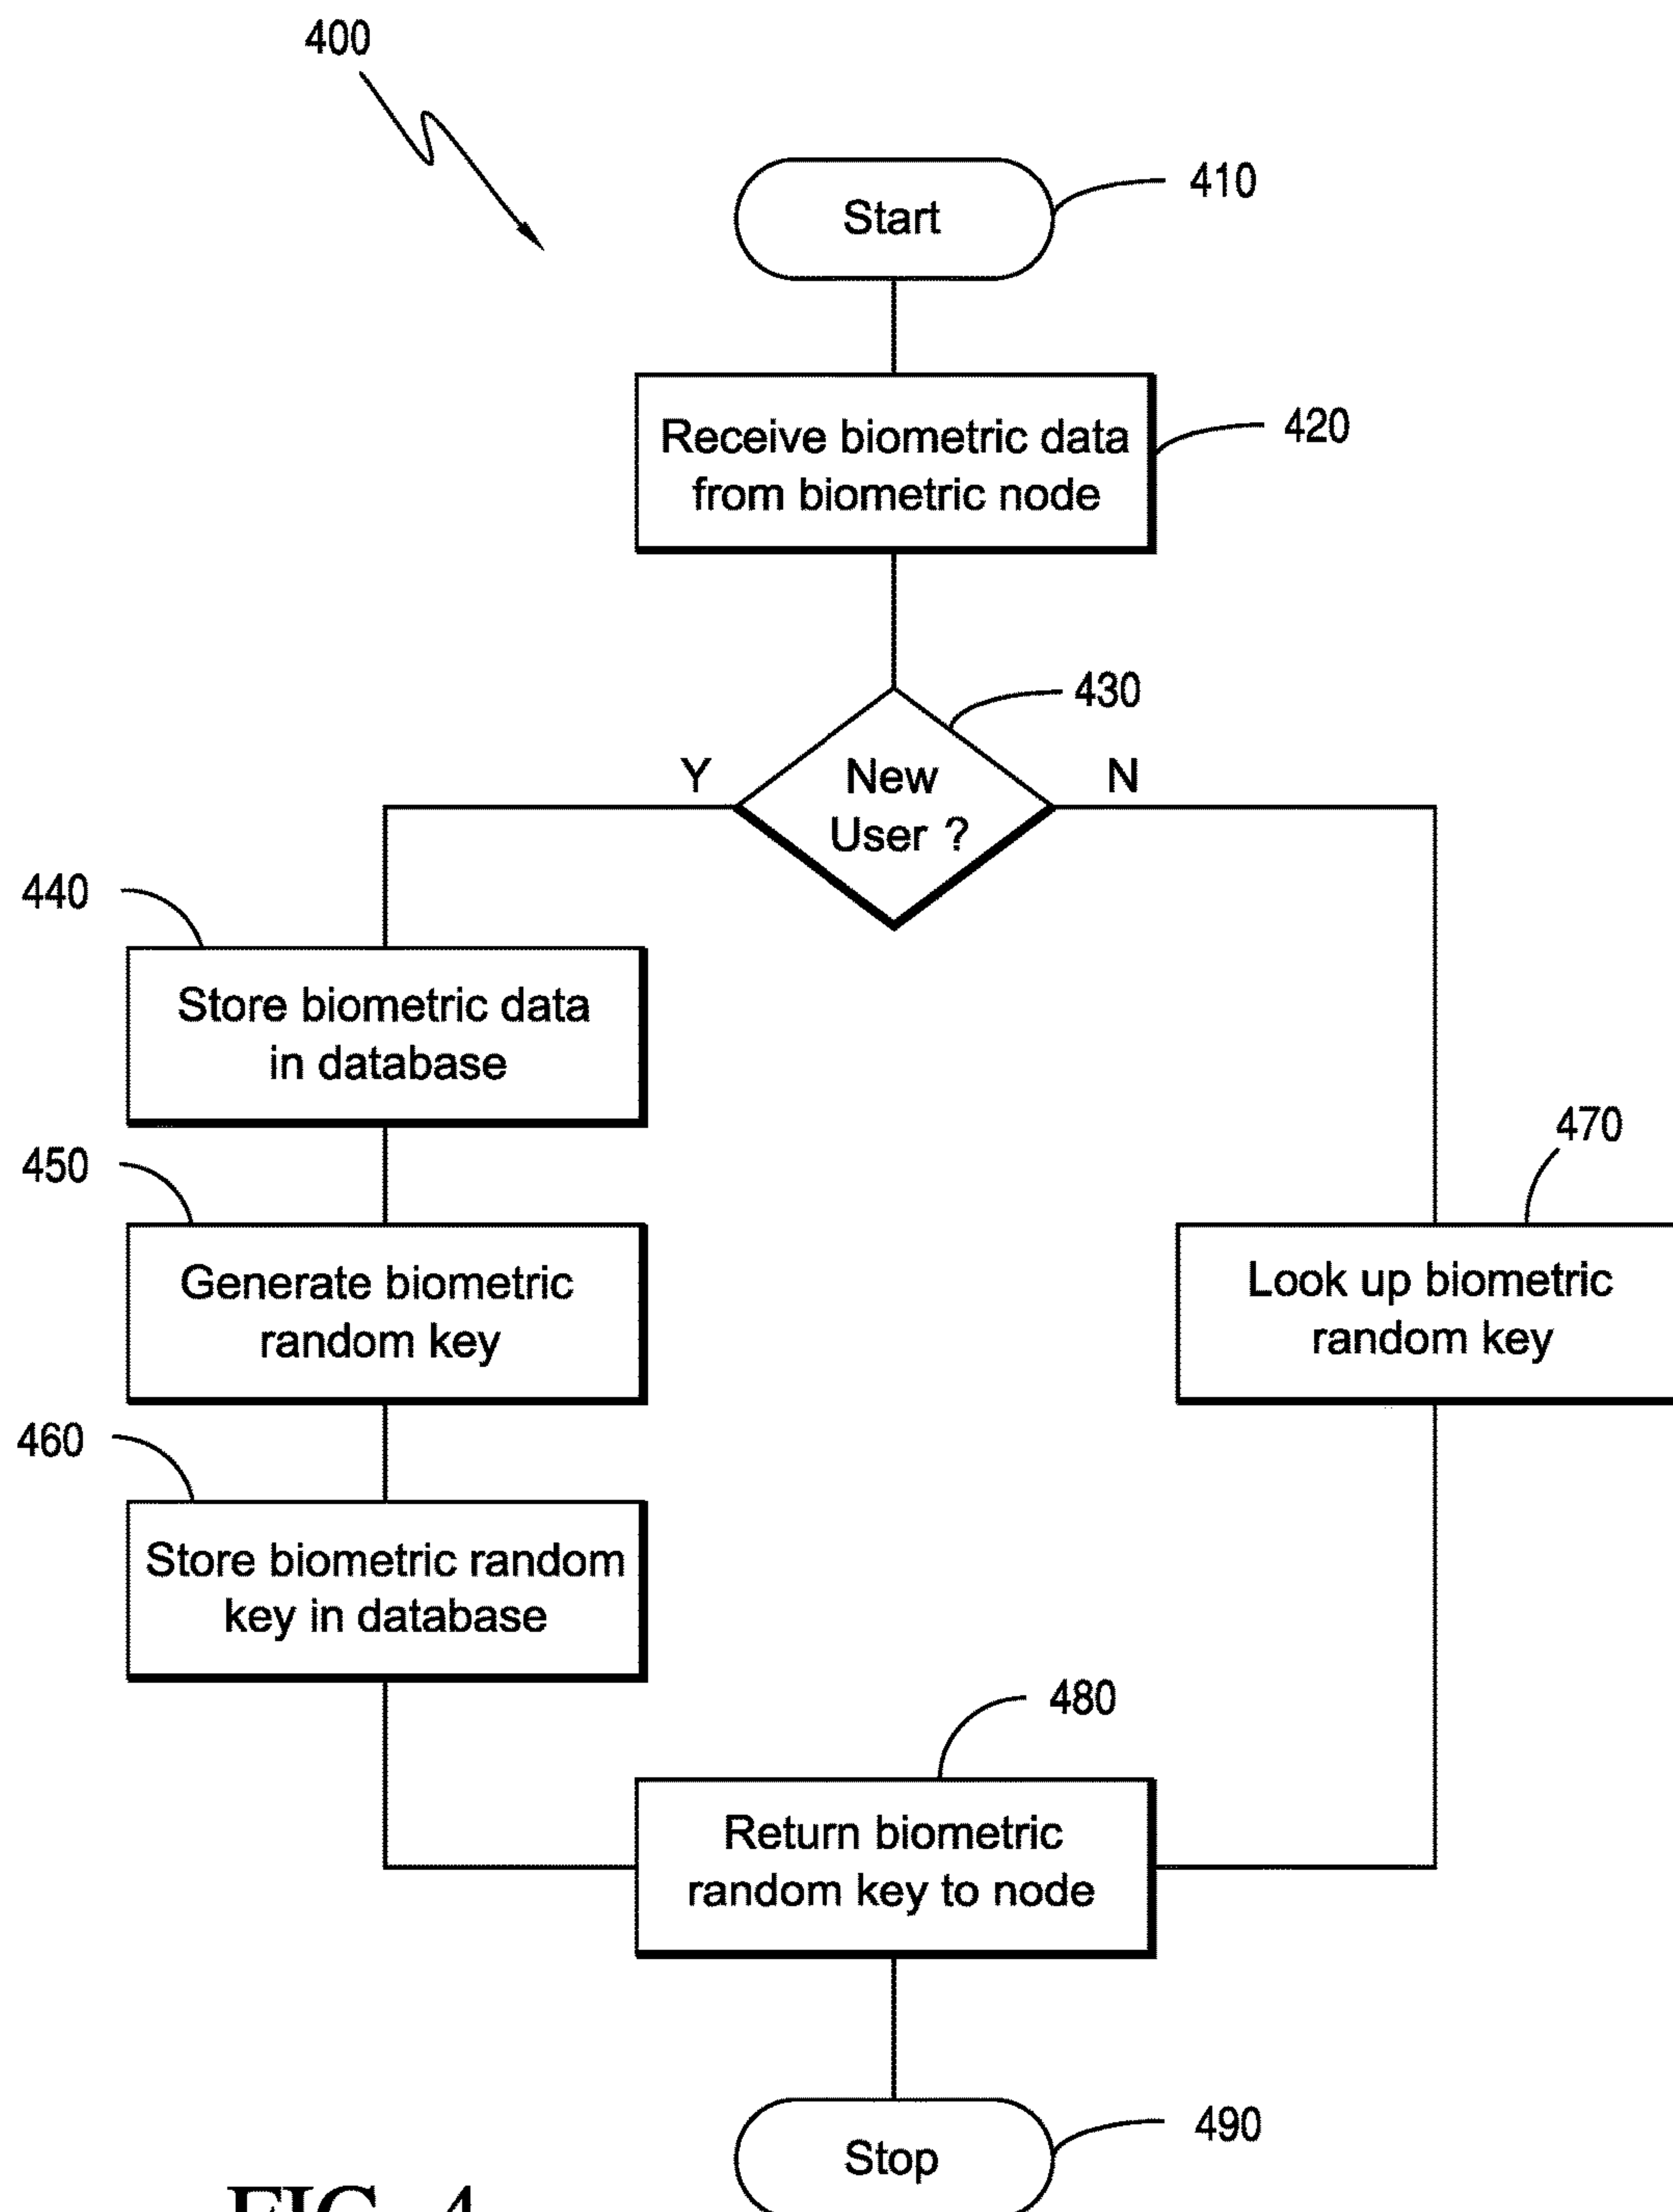 400
Start
410
Receive biometric data
from biometric node
420
430
Y
New
User ?
N
440
Store biometric data
in database
450
Generate biometric
random key
470
Look up biometric
random key
460
Store biometric random
key in database
480
Return biometric
random key to node
Stop
490
FIG. 4